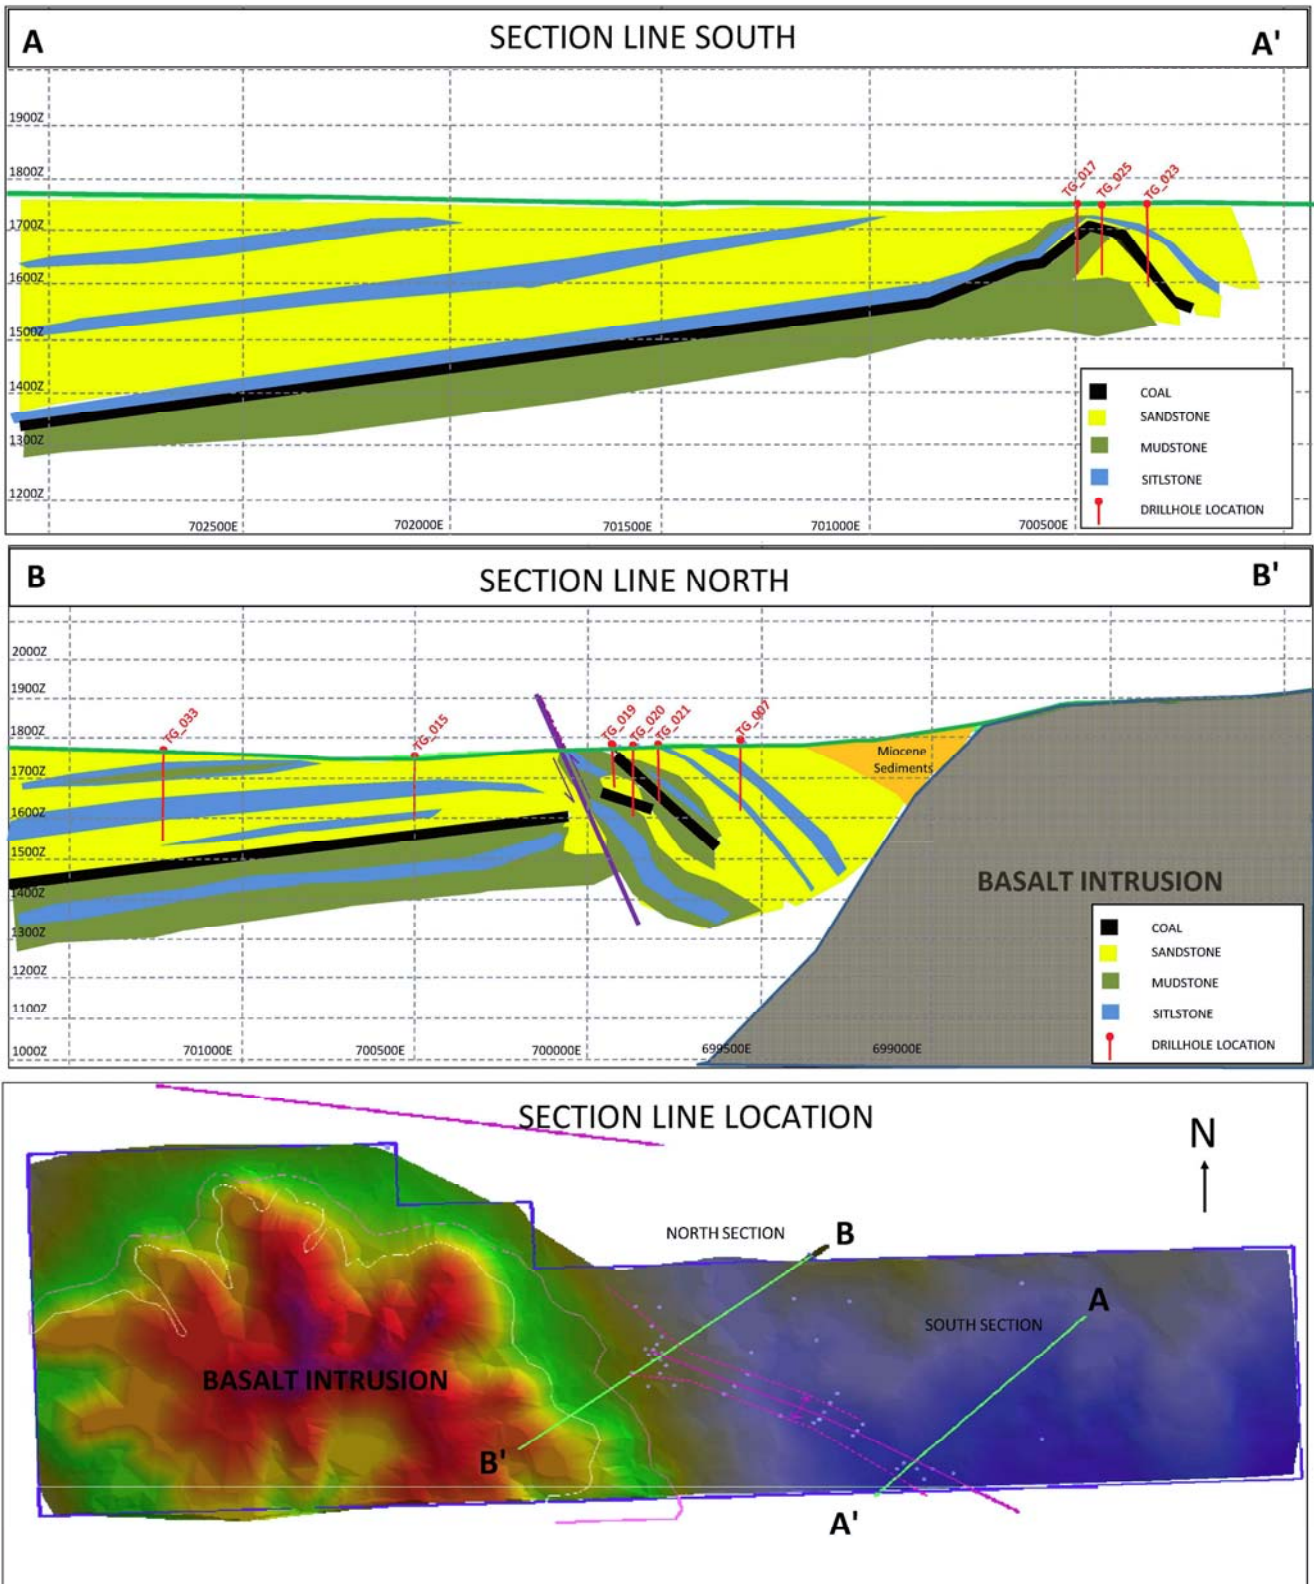 A SECTION LINE SOUTH A'
1900Z
1800Z
TG_017 TG_025 TG_023
1700Z
1600Z
1500Z
1400Z
1300Z
1200Z
COAL
SANDSTONE
MUDSTONE
SITLSTONE
DRILLHOLE LOCATION
702500E 702000E 701500E 701000E 700500E
B SECTION LINE NORTH B'
2000Z
1900Z
1800Z
TG_033 TG_015 TG_019 TG_020 TG_021 TG_007
1700Z
Miocene
Sediments
1600Z
1500Z
1400Z
BASALT INTRUSION
1300Z
1200Z
1100Z
1000Z
COAL
SANDSTONE
MUDSTONE
SITLSTONE
DRILLHOLE LOCATION
701000E 700500E 700000E 699500E 699000E
SECTION LINE LOCATION
N
NORTH SECTION
B
A
SOUTH SECTION
BASALT INTRUSION
B'
A'